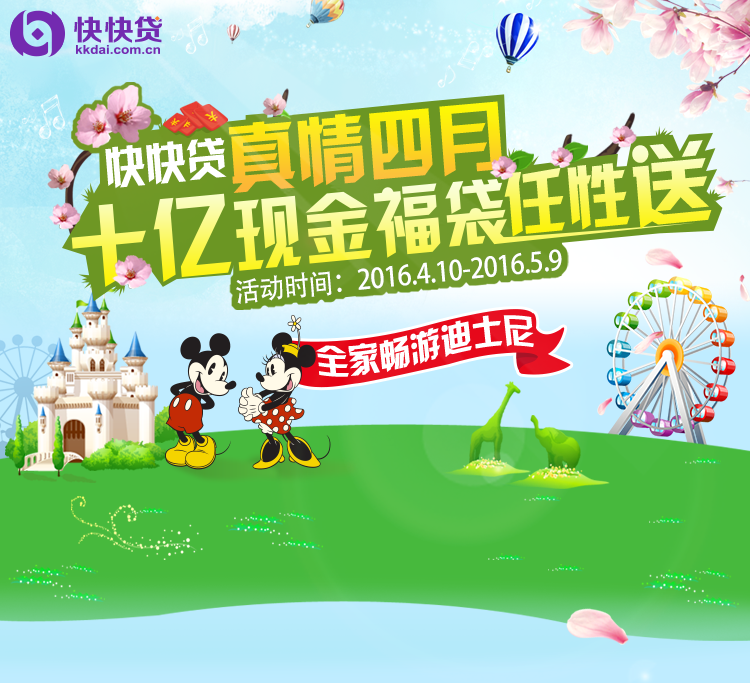 快快贷
kkdai.com.cn
快快贷真情四月
十亿现金福袋任性送
活动时间：2016.4.10-2016.5.9
全家畅游迪士尼